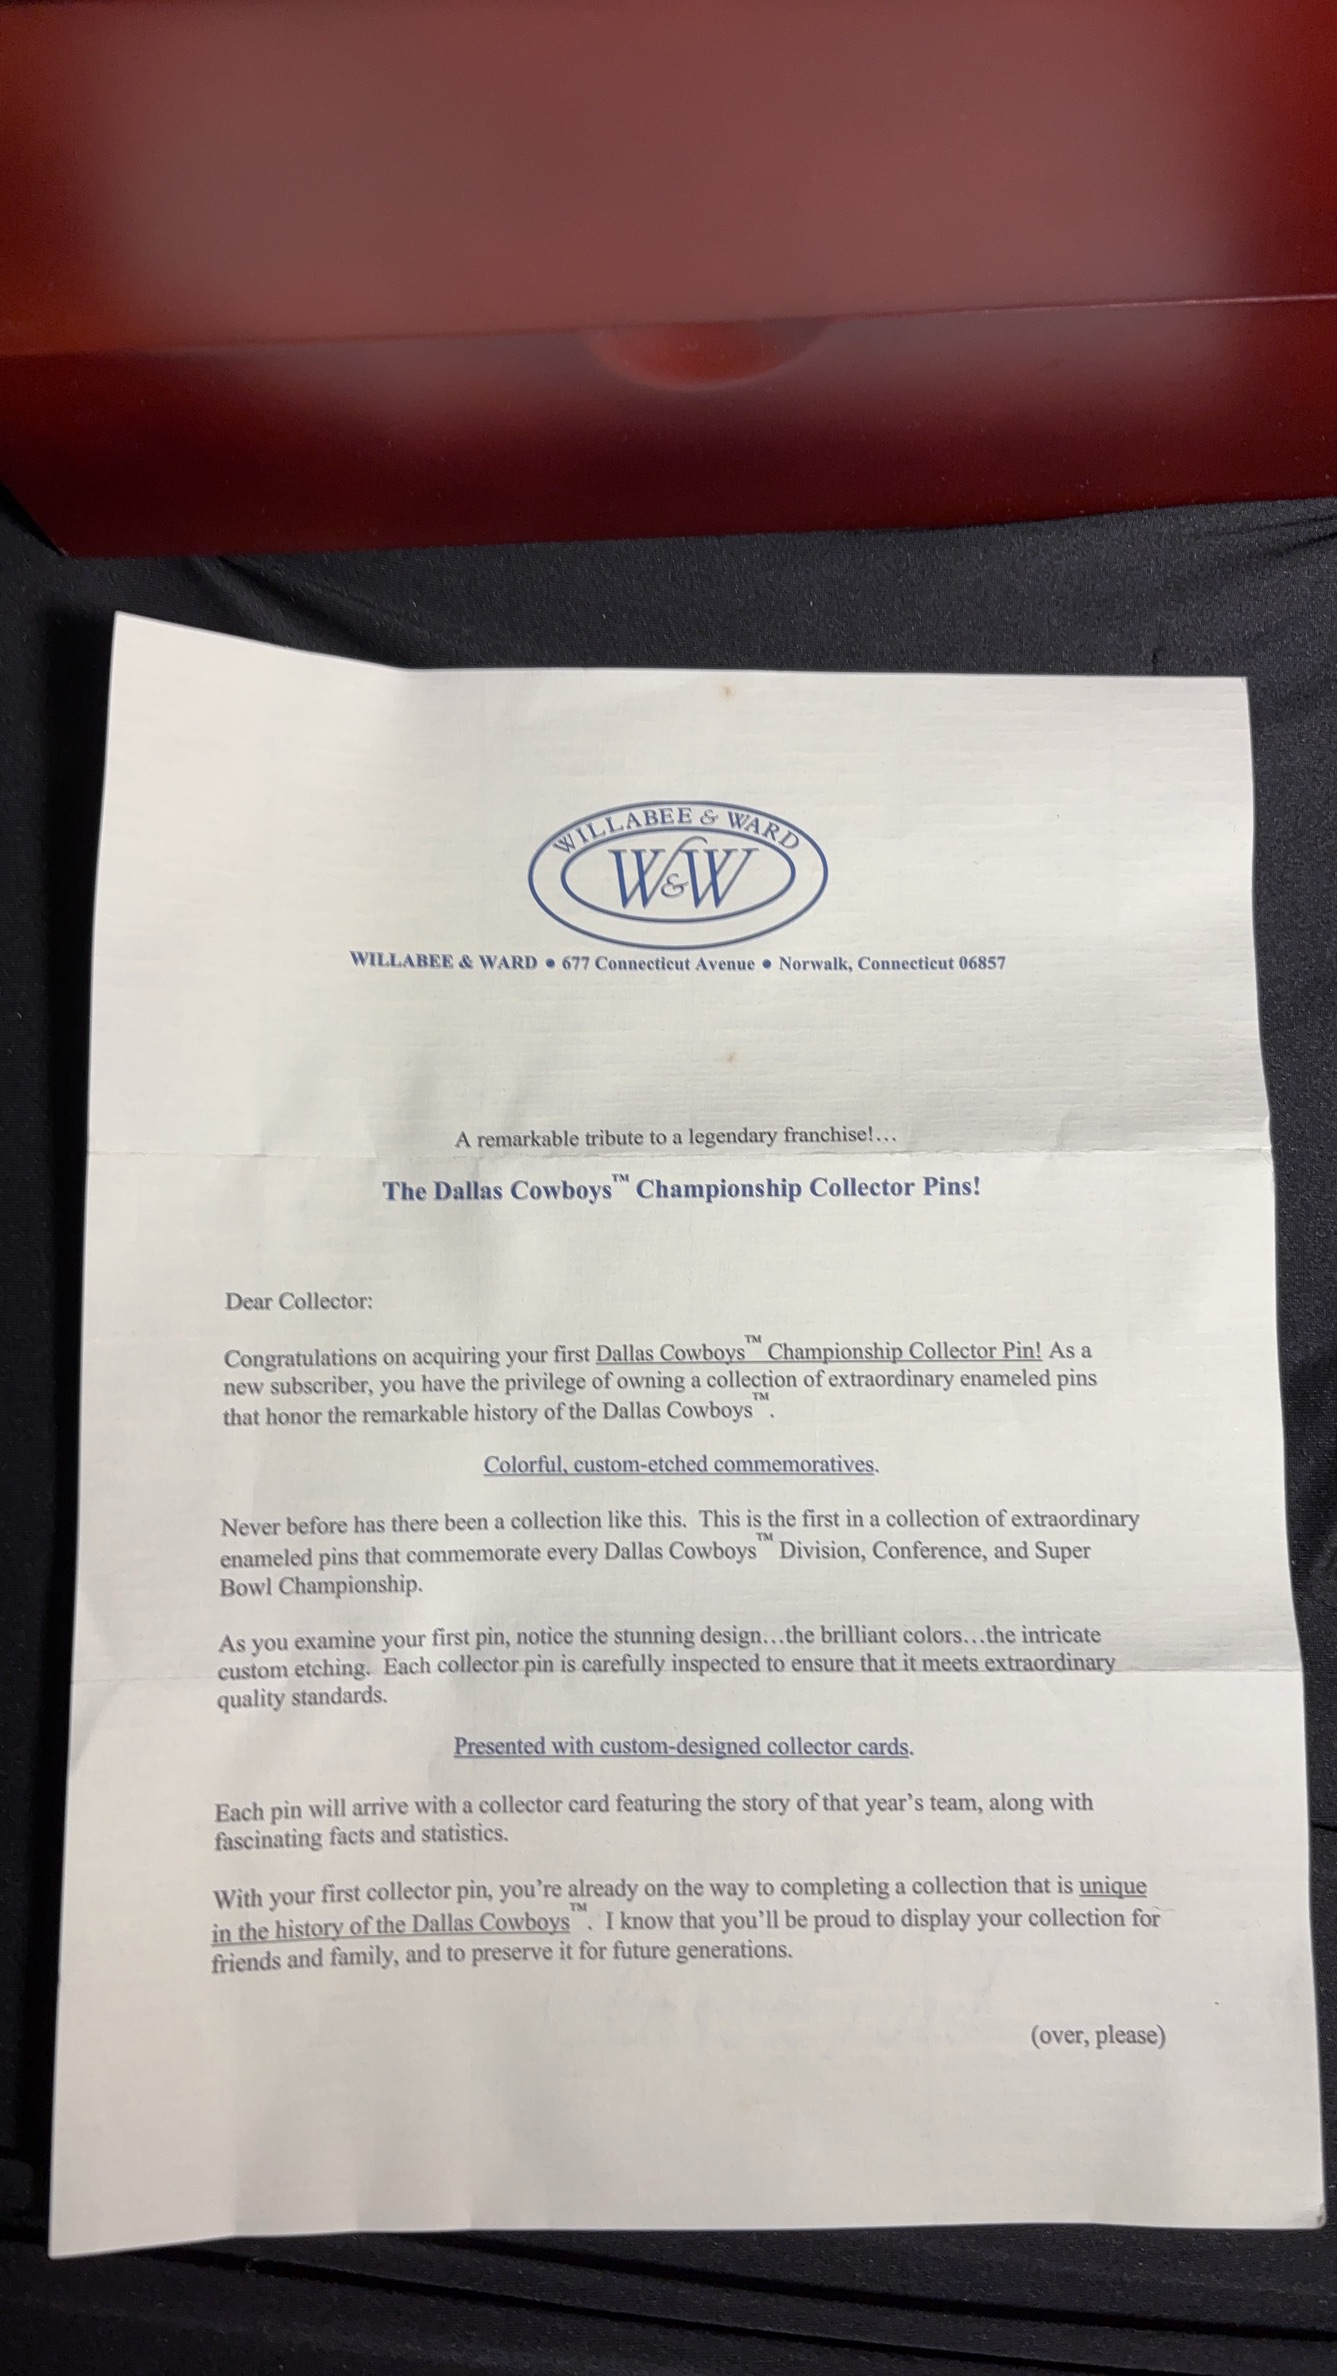 WILLABEE & WARD
W&W
WILLABEE & WARD • 677 Connecticut Avenue • Norwalk, Connecticut 06857
A remarkable tribute to a legendary franchise!…
The Dallas Cowboys™ Championship Collector Pins!
Dear Collector:
Congratulations on acquiring your first Dallas Cowboys™ Championship Collector Pin! As a
new subscriber, you have the privilege of owning a collection of extraordinary enameled pins
that honor the remarkable history of the Dallas Cowboys™.
Colorful, custom-etched commemoratives.
Never before has there been a collection like this. This is the first in a collection of extraordinary
enameled pins that commemorate every Dallas Cowboys™ Division, Conference, and Super
Bowl Championship.
As you examine your first pin, notice the stunning design…the brilliant colors…the intricate
custom etching. Each collector pin is carefully inspected to ensure that it meets extraordinary
quality standards.
Presented with custom-designed collector cards.
Each pin will arrive with a collector card featuring the story of that year’s team, along with
fascinating facts and statistics.
With your first collector pin, you’re already on the way to completing a collection that is unique
in the history of the Dallas Cowboys™. I know that you’ll be proud to display your collection for
friends and family, and to preserve it for future generations.
(over, please)